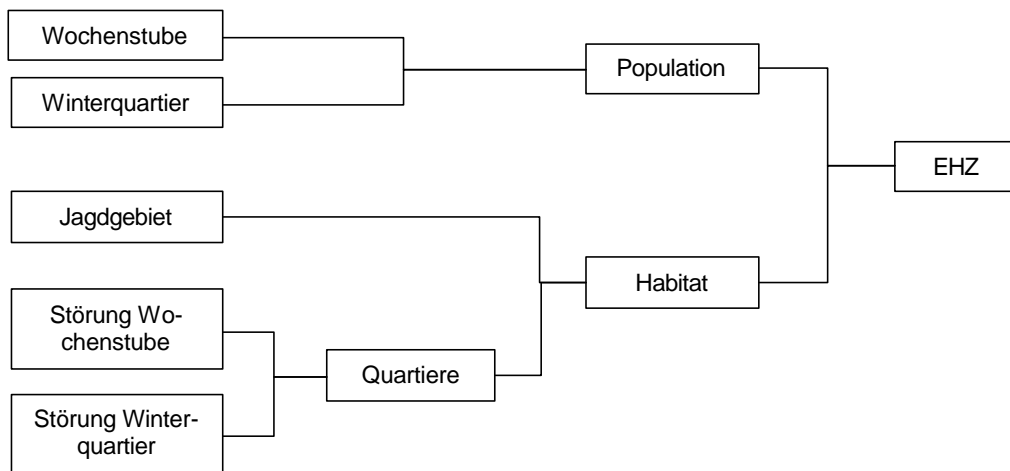 Wochenstube
Winterquartier
Population
EHZ
Jagdgebiet
Habitat
Störung Wo-
chenstube
Quartiere
Störung Winter-
quartier